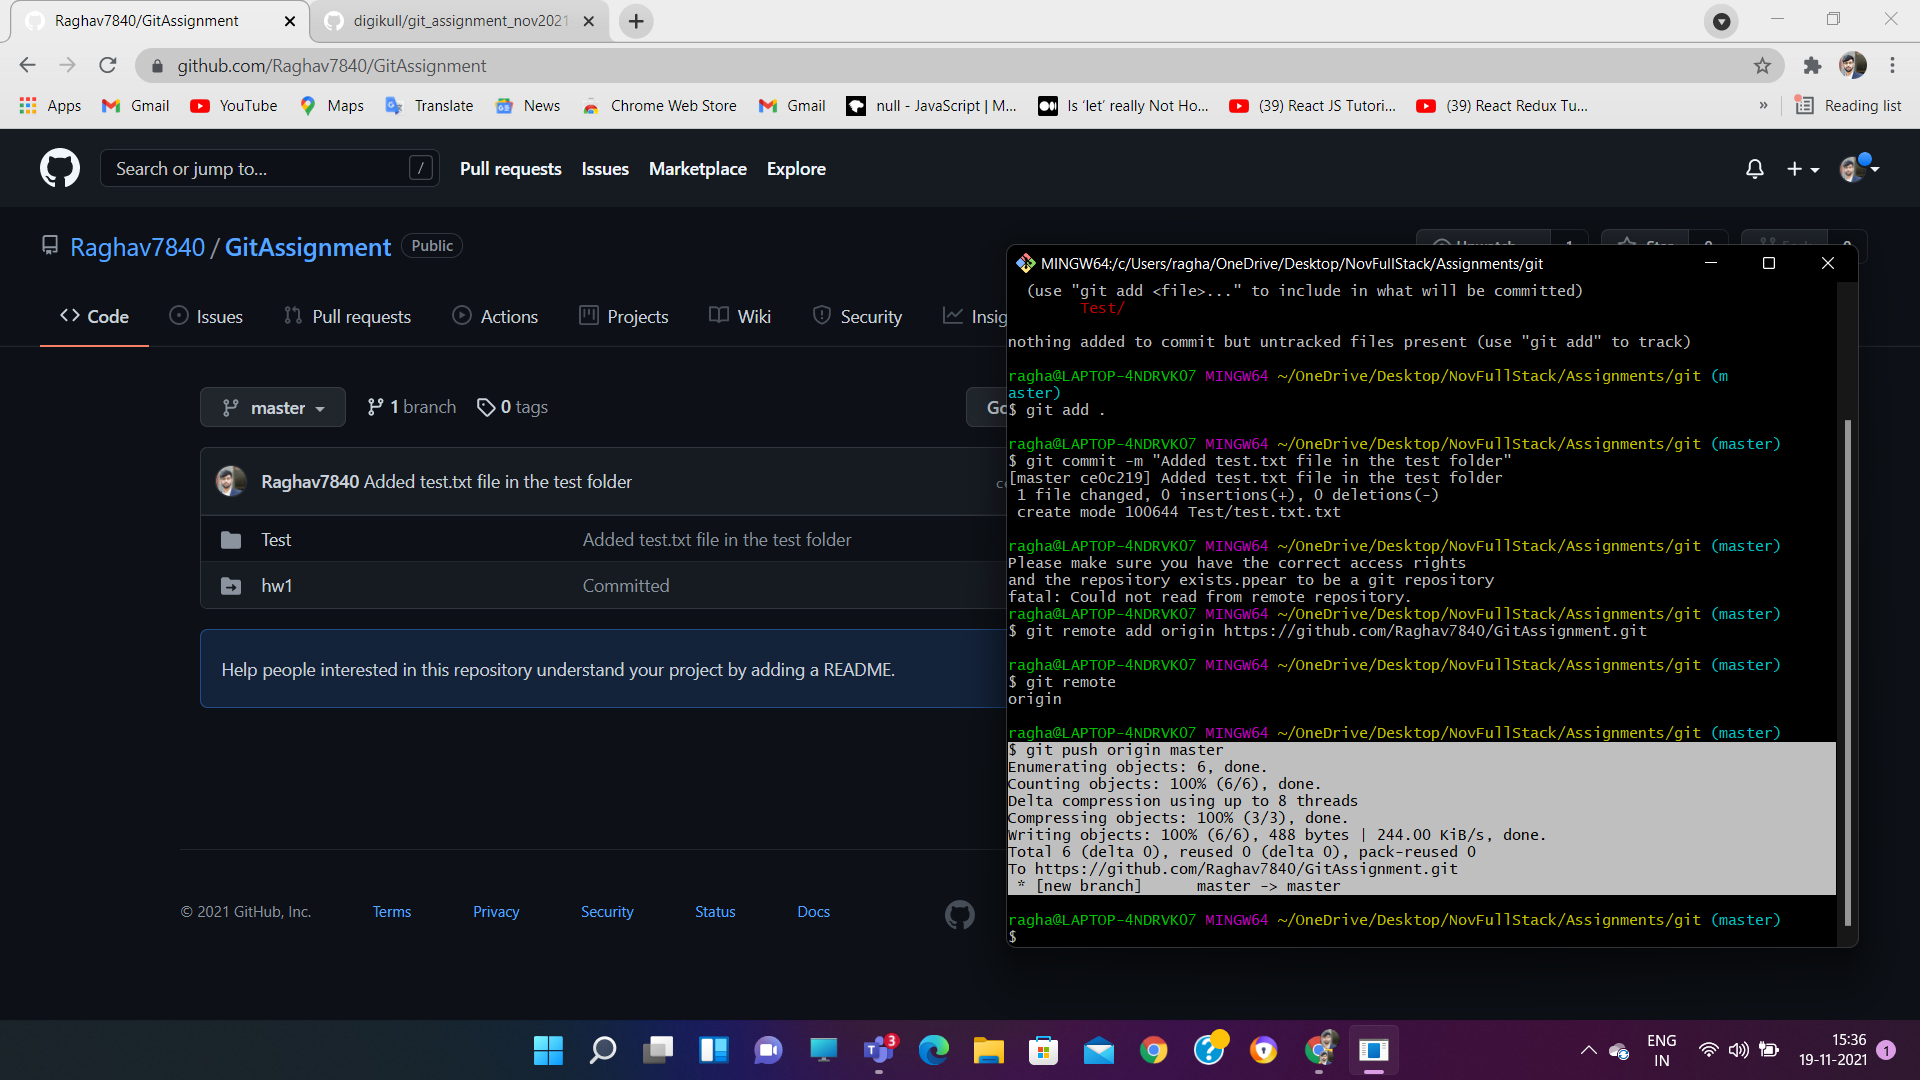 Raghav7840/GitAssignment
digikull/git_assignment_nov2021
github.com/Raghav7840/GitAssignment
Apps
Gmail
YouTube
Maps
Translate
News
Chrome Web Store
Gmail
null - JavaScript | M...
Is 'let' really Not Ho...
(39) React JS Tutori...
(39) React Redux Tu...
»
Reading list
Search or jump to...
/
Pull requests
Issues
Marketplace
Explore
Raghav7840 / GitAssignment
Public
Code
Issues
Pull requests
Actions
Projects
Wiki
Security
Insig
master
1 branch
0 tags
Go
Raghav7840 Added test.txt file in the test folder
ce
Test
Added test.txt file in the test folder
hw1
Committed
Help people interested in this repository understand your project by adding a README.
© 2021 GitHub, Inc.
Terms
Privacy
Security
Status
Docs
MINGW64:/c/Users/ragha/OneDrive/Desktop/NovFullStack/Assignments/git
(use "git add <file>..." to include in what will be committed)
Test/
nothing added to commit but untracked files present (use "git add" to track)
ragha@LAPTOP-4NDRVKO7 MINGW64 ~/OneDrive/Desktop/NovFullStack/Assignments/git (m
aster)
$ git add .
ragha@LAPTOP-4NDRVKO7 MINGW64 ~/OneDrive/Desktop/NovFullStack/Assignments/git (master)
$ git commit -m "Added test.txt file in the test folder"
[master ce0c219] Added test.txt file in the test folder
1 file changed, 0 insertions(+), 0 deletions(-)
create mode 100644 Test/test.txt.txt
ragha@LAPTOP-4NDRVKO7 MINGW64 ~/OneDrive/Desktop/NovFullStack/Assignments/git (master)
Please make sure you have the correct access rights
and the repository exists.ppear to be a git repository
fatal: Could not read from remote repository.
ragha@LAPTOP-4NDRVKO7 MINGW64 ~/OneDrive/Desktop/NovFullStack/Assignments/git (master)
$ git remote add origin https://github.com/Raghav7840/GitAssignment.git
ragha@LAPTOP-4NDRVKO7 MINGW64 ~/OneDrive/Desktop/NovFullStack/Assignments/git (master)
$ git remote
origin
ragha@LAPTOP-4NDRVKO7 MINGW64 ~/OneDrive/Desktop/NovFullStack/Assignments/git (master)
$ git push origin master
Enumerating objects: 6, done.
Counting objects: 100% (6/6), done.
Delta compression using up to 8 threads
Compressing objects: 100% (3/3), done.
Writing objects: 100% (6/6), 488 bytes | 244.00 KiB/s, done.
Total 6 (delta 0), reused 0 (delta 0), pack-reused 0
To https://github.com/Raghav7840/GitAssignment.git
* [new branch]      master -> master
ragha@LAPTOP-4NDRVKO7 MINGW64 ~/OneDrive/Desktop/NovFullStack/Assignments/git (master)
$
3
ENG
IN
15:36
19-11-2021
1